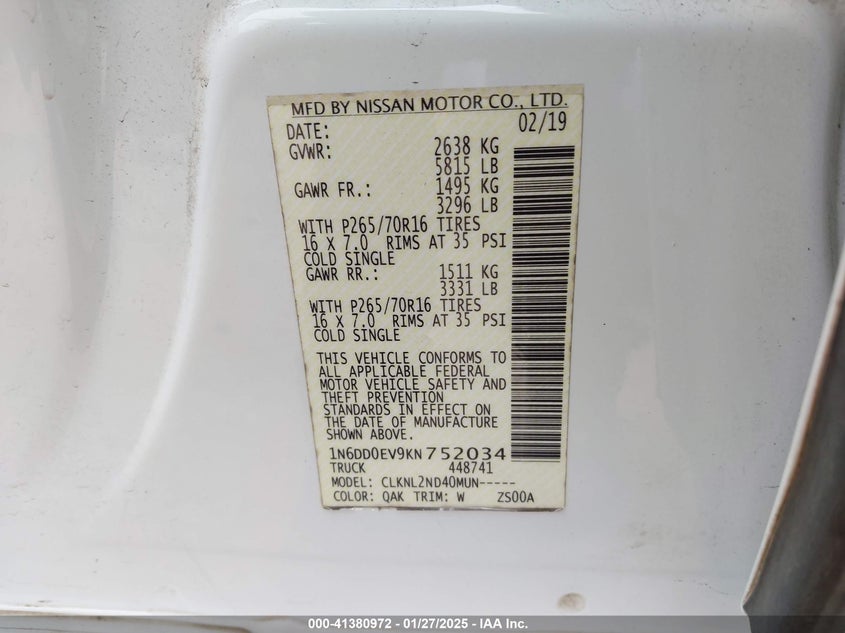 MFD BY NISSAN MOTOR CO., LTD.
DATE: 02/19
GVWR: 2638 KG
5815 LB
GAWR FR.: 1495 KG
3296 LB
WITH P265/70R16 TIRES
16 X 7.0 RIMS AT 35 PSI
COLD SINGLE
GAWR RR.: 1511 KG
3331 LB
WITH P265/70R16 TIRES
16 X 7.0 RIMS AT 35 PSI
COLD SINGLE
THIS VEHICLE CONFORMS TO
ALL APPLICABLE FEDERAL
MOTOR VEHICLE SAFETY AND
THEFT PREVENTION
STANDARDS IN EFFECT ON
THE DATE OF MANUFACTURE
SHOWN ABOVE.
1N6DD0EV9KN752034
TRUCK 448741
MODEL: CLKNL2ND40MUN-----
COLOR: QAK TRIM: W ZS00A
000-41380972 - 01/27/2025 - IAA Inc.